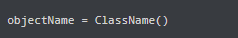 objectName = ClassName()